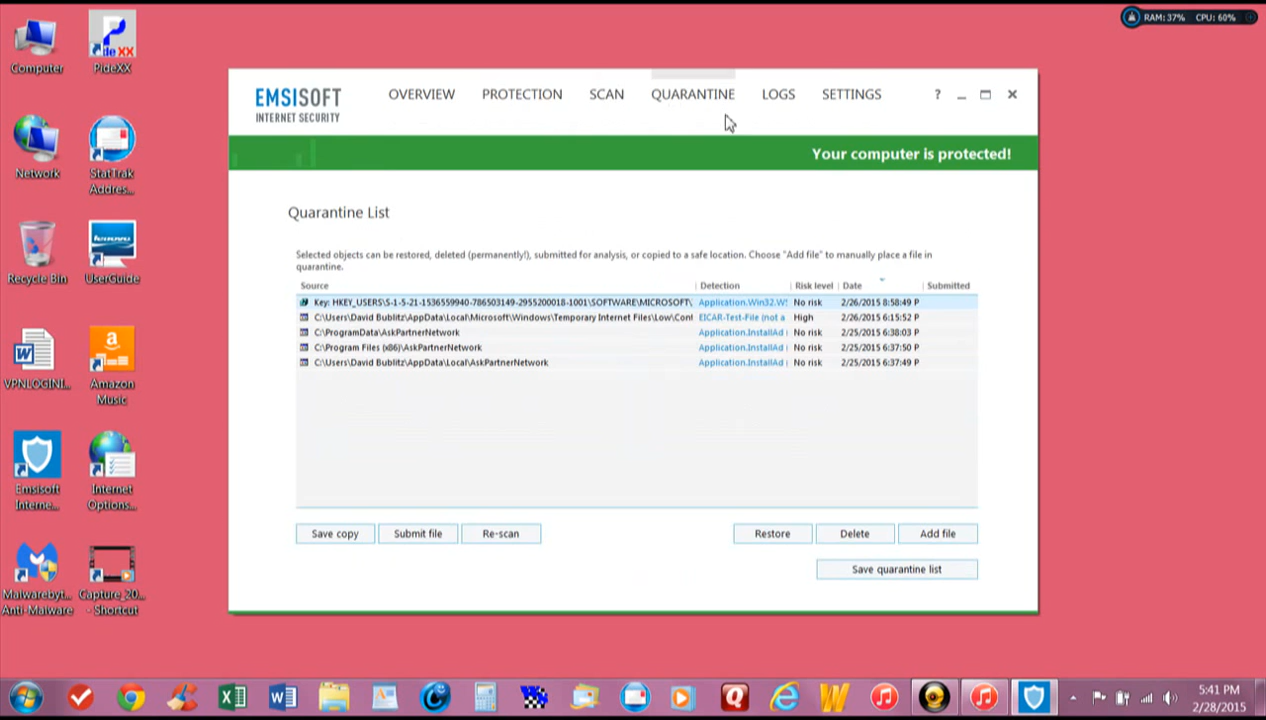 RAM: 37% CPU: 60%
Computer
PideXX
Network
StatTrak
Addres...
Recycle Bin
UserGuide
VPNLOGINI...
Amazon
Music
Emsisoft
Interne...
Internet
Options...
Malwareby t...
Anti-Malware
Capture_20...
- Shortcut
EMSISOFT
INTERNET SECURITY
OVERVIEW PROTECTION SCAN QUARANTINE LOGS SETTINGS ?
Your computer is protected!
Quarantine List
Selected objects can be restored, deleted (permanently!), submitted for analysis, or copied to a safe location. Choose "Add file" to manually place a file in
quarantine.
Source Detection Risk level Date Submitted
Key: HKEY_USERS\S-1-5-21-1536559940-786503149-2955200018-1001\SOFTWARE\MICROSOFT\ Application.Win32.WS No risk 2/26/2015 8:58:49 P
C:\Users\David Bublitz\AppData\Local\Microsoft\Windows\Temporary Internet Files\Low\Cont EICAR-Test-File (not a High 2/26/2015 6:15:52 P
C:\ProgramData\AskPartnerNetwork Application.InstallAd No risk 2/25/2015 6:38:03 P
C:\Program Files (x86)\AskPartnerNetwork Application.InstallAd No risk 2/25/2015 6:37:50 P
C:\Users\David Bublitz\AppData\Local\AskPartnerNetwork Application.InstallAd No risk 2/25/2015 6:37:49 P
Save copy Submit file Re-scan Restore Delete Add file
Save quarantine list
5:41 PM
2/28/2015